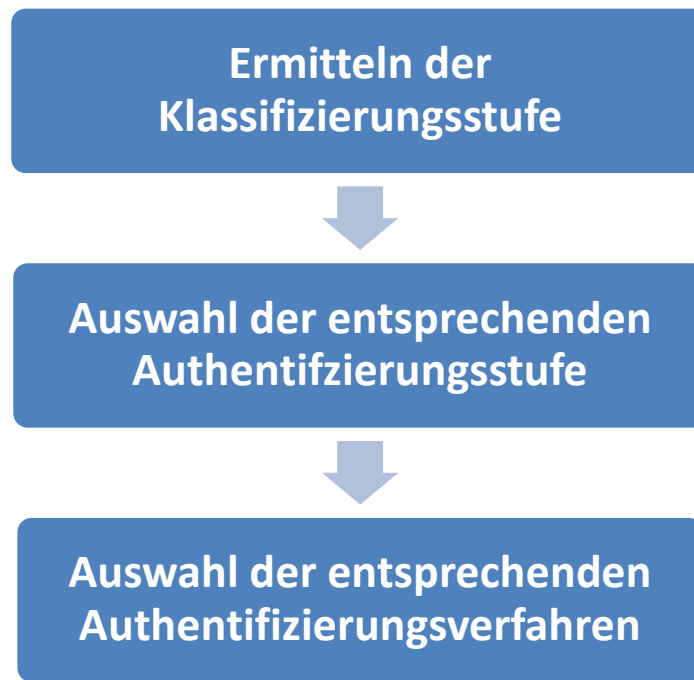 Ermitteln der
Klassifizierungsstufe
Auswahl der entsprechenden
Authentifzierungsstufe
Auswahl der entsprechenden
Authentifizierungsverfahren